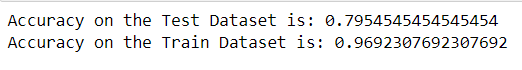 Accuracy on the Test Dataset is: 0.7954545454545454
Accuracy on the Train Dataset is: 0.9692307692307692